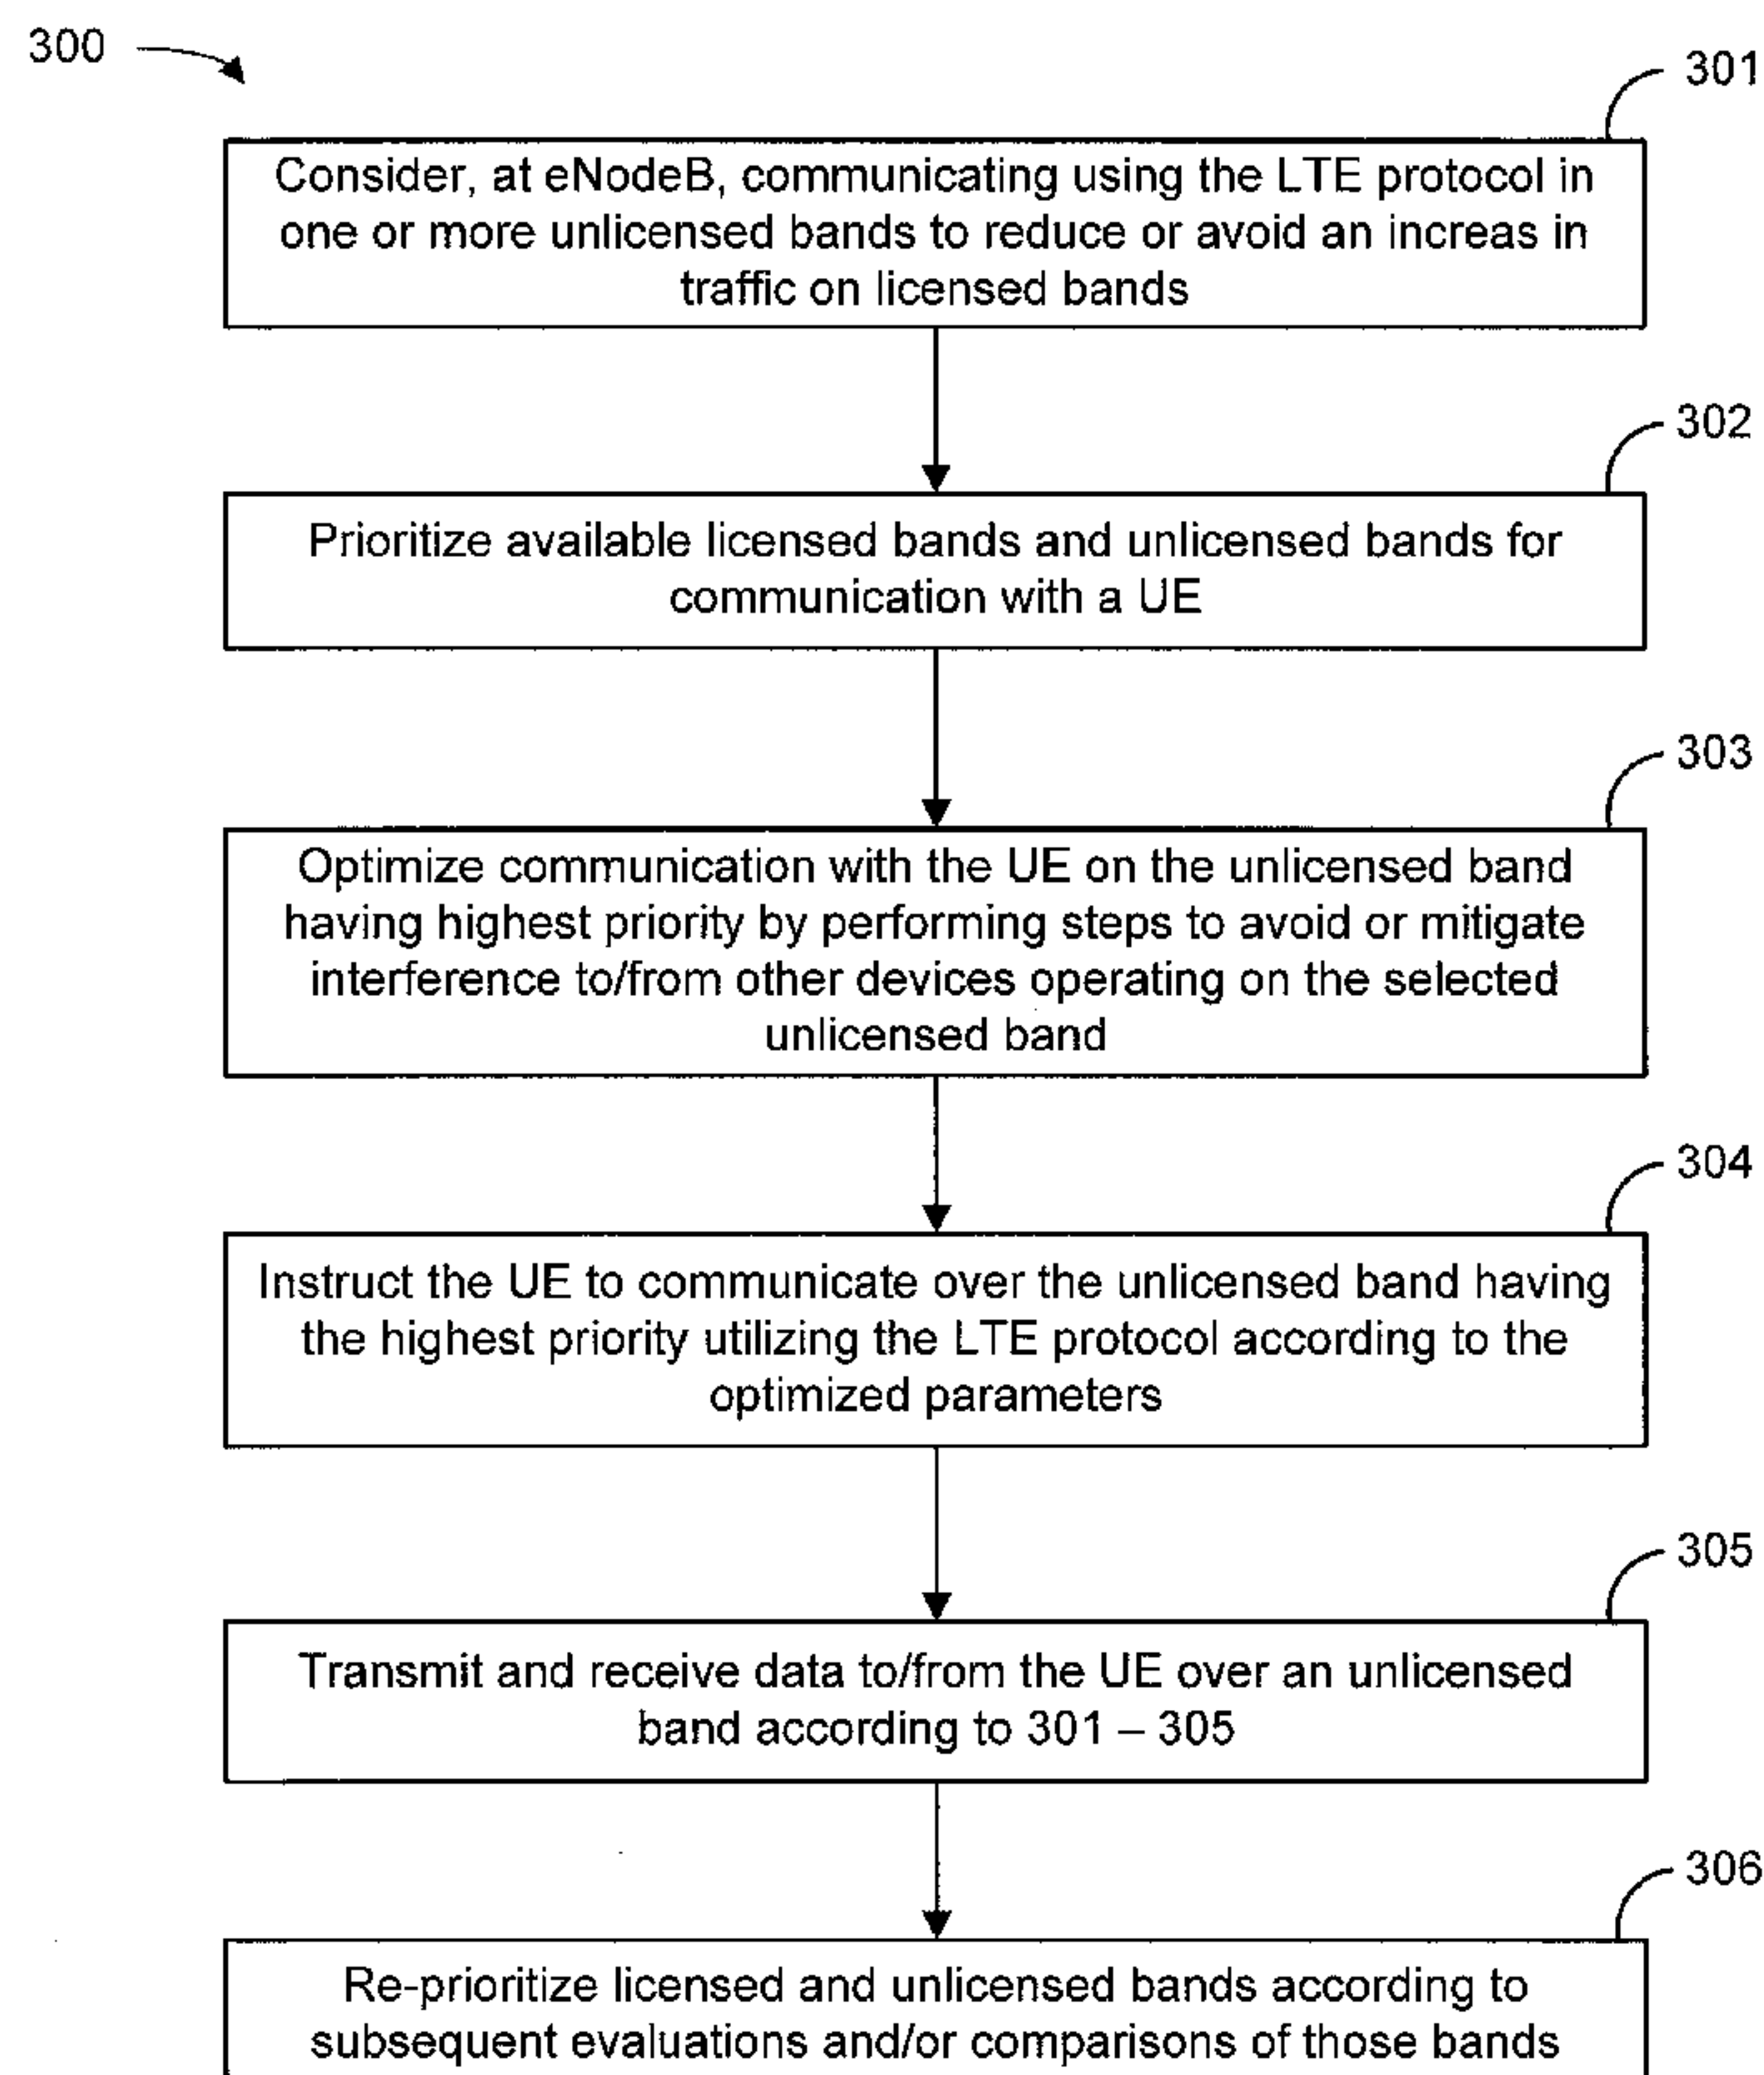 300
301
Consider, at eNodeB, communicating using the LTE protocol in
one or more unlicensed bands to reduce or avoid an increas in
traffic on licensed bands
302
Prioritize available licensed bands and unlicensed bands for
communication with a UE
303
Optimize communication with the UE on the unlicensed band
having highest priority by performing steps to avoid or mitigate
interference to/from other devices operating on the selected
unlicensed band
304
Instruct the UE to communicate over the unlicensed band having
the highest priority utilizing the LTE protocol according to the
optimized parameters
305
Transmit and receive data to/from the UE over an unlicensed
band according to 301 – 305
306
Re-prioritize licensed and unlicensed bands according to
subsequent evaluations and/or comparisons of those bands